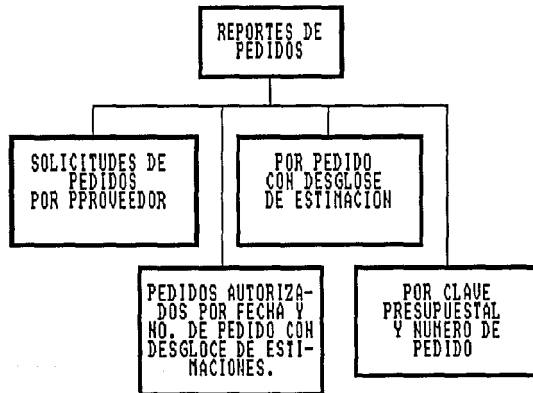 REPORTES DE
PEDIDOS
SOLICITUDES DE
PEDIDOS
POR PPROVEEDOR
POR PEDIDO
CON DESGLOSE
DE ESTIMACIÓN
PEDIDOS AUTORIZA-
DOS POR FECHA Y
NO. DE PEDIDO CON
DESGLOCE DE ESTI-
MACIONES.
POR CLAVE
PRESUPUESTAL
Y NUMERO DE
PEDIDO